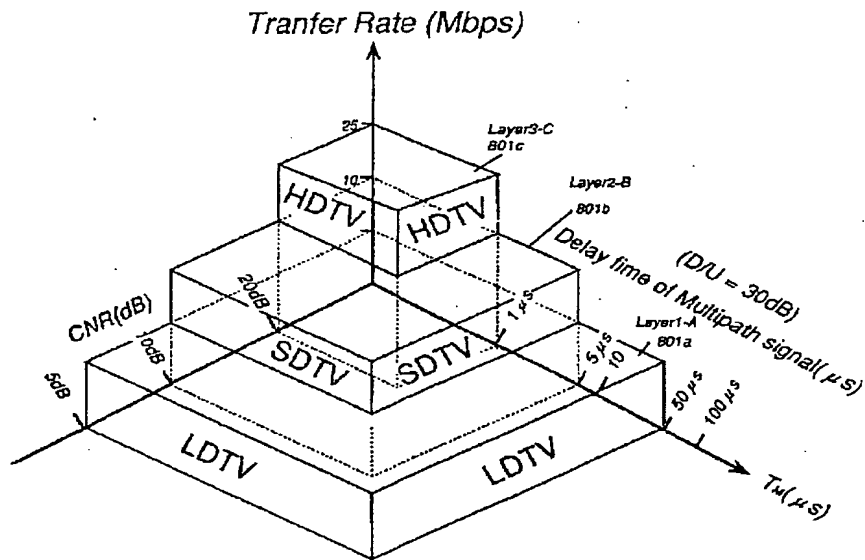 Tranfer Rate (Mbps)
25
Layer3-C
801c
10
HDTV
HDTV
Layer2-B
801b
Delay fime of Multipath signal(μs)
(D/U = 30dB)
CNR(dB)
20dB
10dB
5dB
SDTV
SDTV
1μs
Layer1-A
801a
5μs
10
50μs
100μs
LDTV
LDTV
TM(μs)